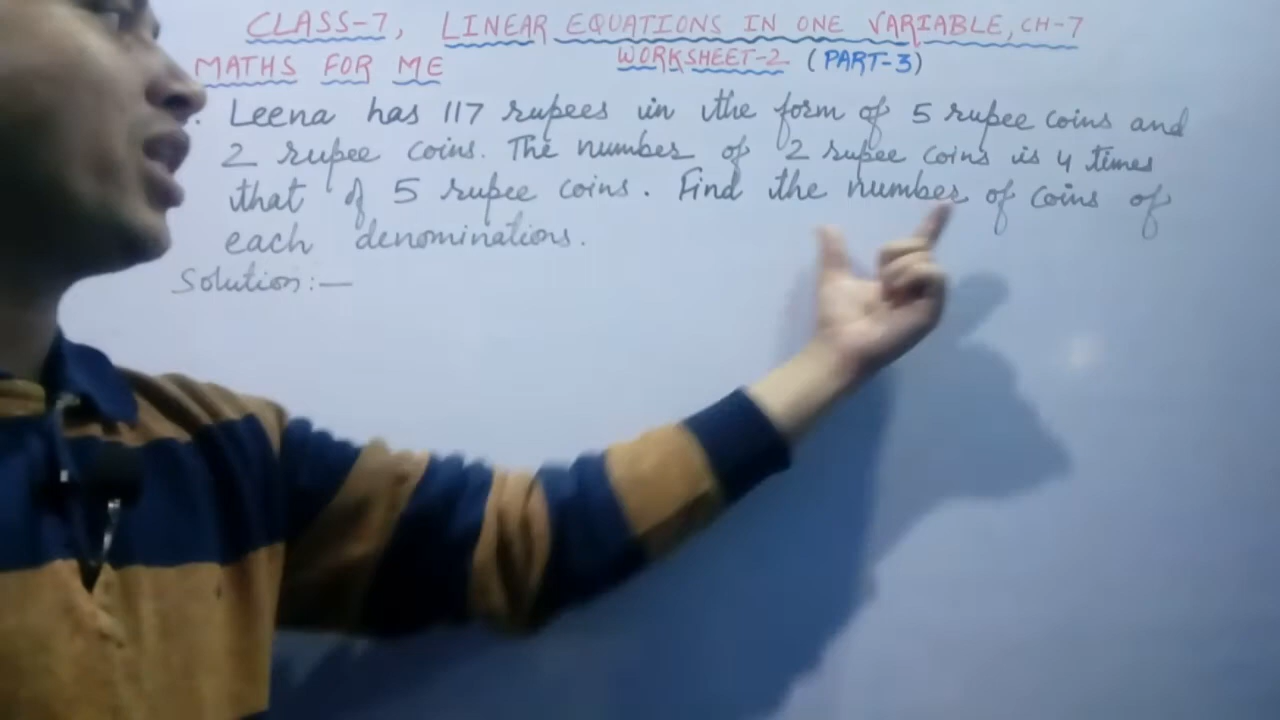 CLASS-7, LINEAR EQUATIONS IN ONE VARIABLE, CH-7
MATHS FOR ME WORKSHEET-2 (PART-3)
Leena has 117 rupees in the form of 5 rupee coins and
2 rupee coins. The number of 2 rupee coins is 4 times
that of 5 rupee coins. Find the number of coins of
each denominations.
Solution:—